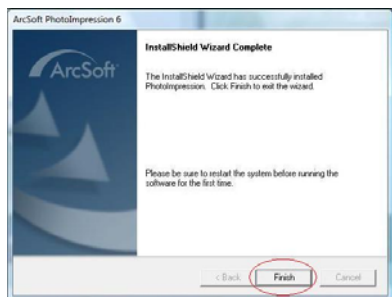 ArcSoft PhotoImpression 6
ArcSoft
InstallShield Wizard Complete
The InstallShield Wizard has successfully installed
PhotoImpression. Click Finish to exit the wizard.
Please be sure to restart the system before running the
software for the first time.
< Back
Finish
Cancel